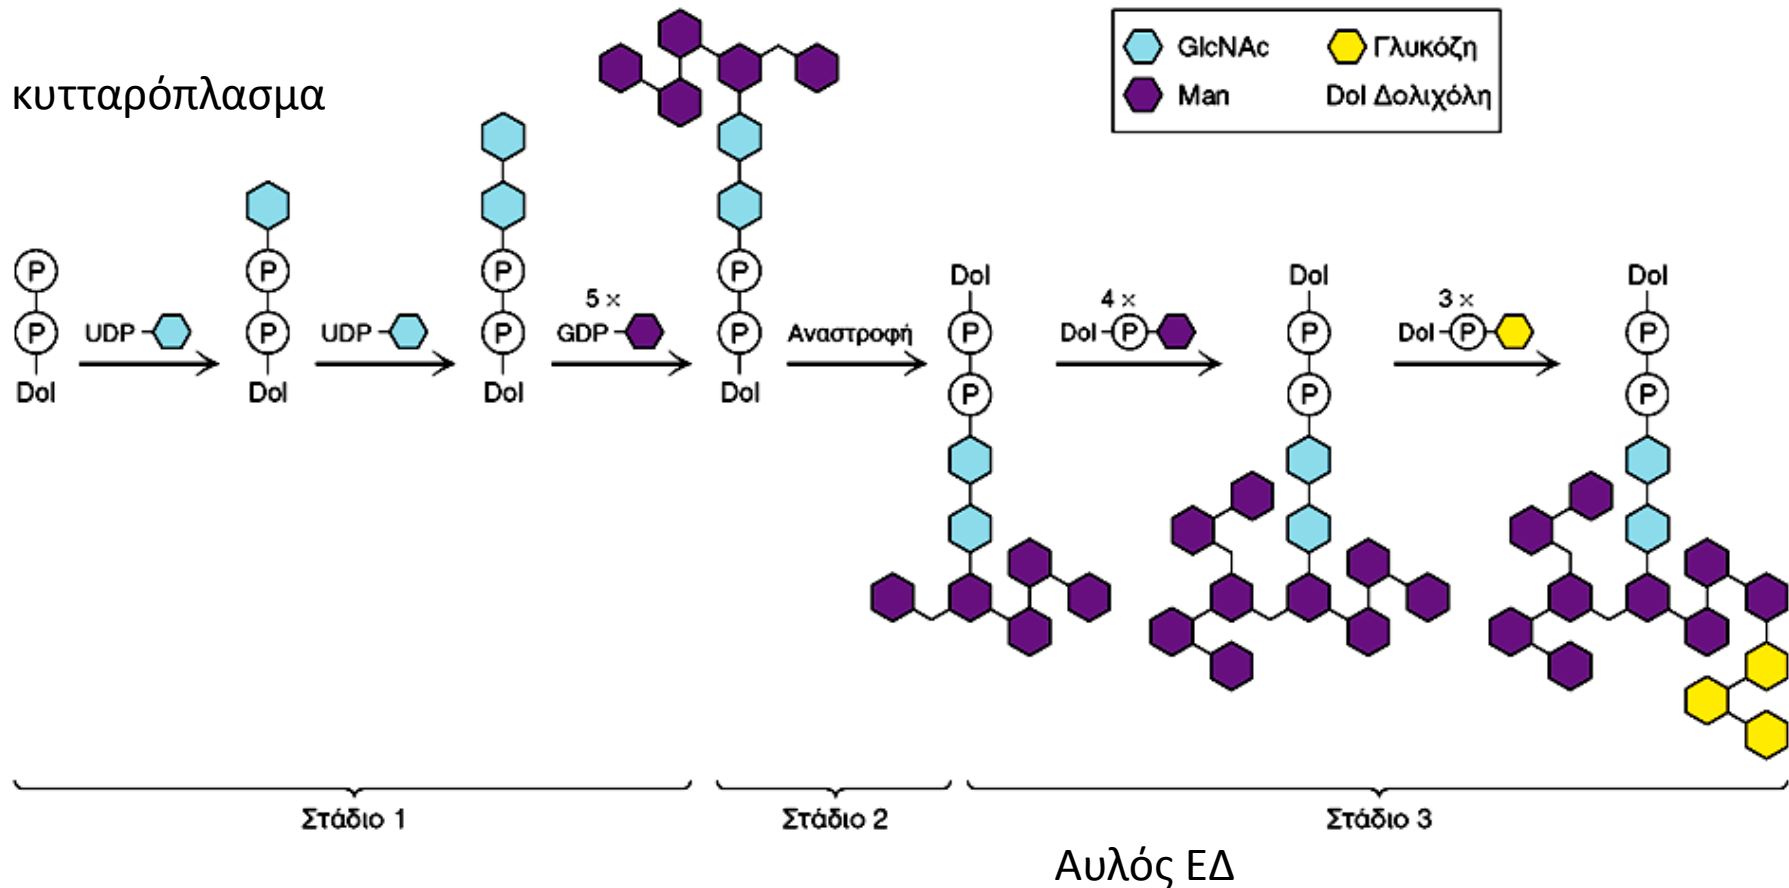 κυτταρόπλασμα
GlcNAc
Γλυκόζη
Man
Dol Δολιχόλη
P
P
Dol
UDP
P
P
Dol
UDP
P
P
Dol
5 ×
GDP
P
P
Dol
Αναστροφή
Dol
P
P
4 ×
Dol P
Dol
P
P
3 ×
Dol P
Dol
P
P
Στάδιο 1
Στάδιο 2
Στάδιο 3
Αυλός ΕΔ